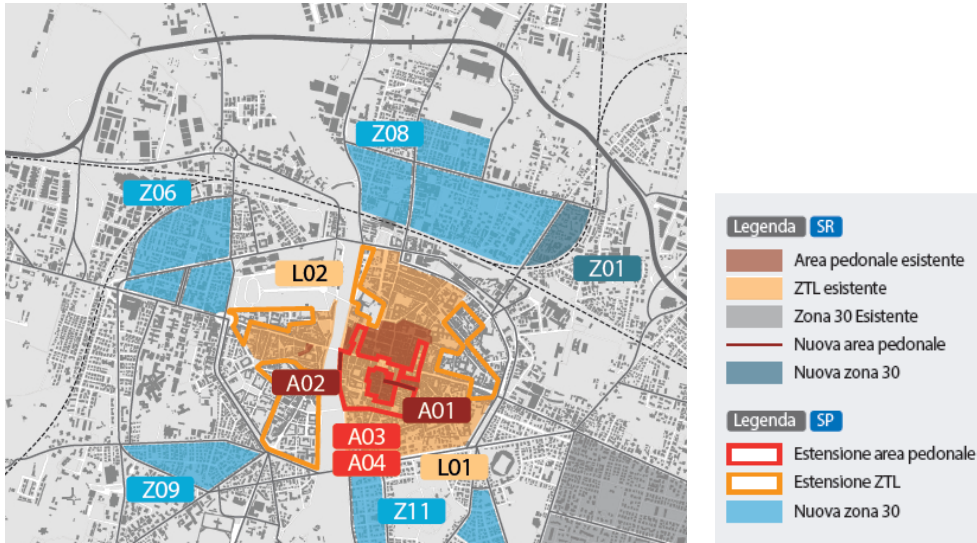 Z08
Z06
L02
Z01
A02
A01
A03
A04
L01
Z09
Z11
Legenda SR
Area pedonale esistente
ZTL esistente
Zona 30 Esistente
Nuova area pedonale
Nuova zona 30
Legenda SP
Estensione area pedonale
Estensione ZTL
Nuova zona 30